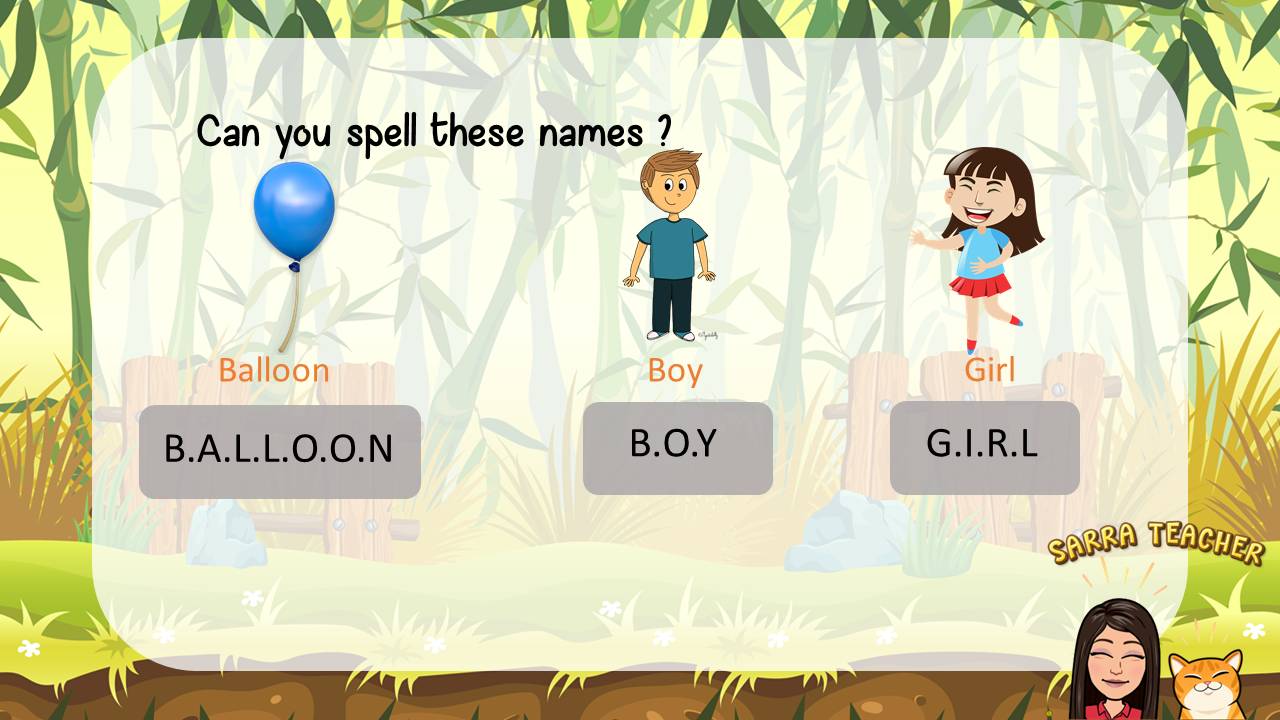 Can you spell these names ?
Balloon
Boy
Girl
B.A.L.L.O.O.N
B.O.Y
G.I.R.L
SARRA TEACHER